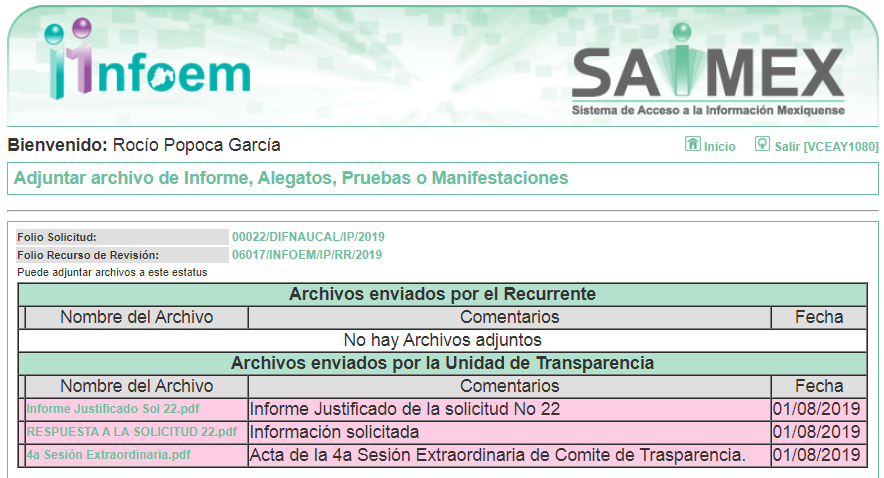 infoem
SAIMEX
Sistema de Acceso a la Información Mexiquense
Bienvenido: Rocío Popoca García
Inicio Salir [VCEAY1080]
Adjuntar archivo de Informe, Alegatos, Pruebas o Manifestaciones
Folio Solicitud: 00022/DIFNAUCAL/IP/2019
Folio Recurso de Revisión: 06017/INFOEM/IP/RR/2019
Puede adjuntar archivos a este estatus
Archivos enviados por el Recurrente
Nombre del Archivo Comentarios Fecha
No hay Archivos adjuntos
Archivos enviados por la Unidad de Transparencia
Nombre del Archivo Comentarios Fecha
Informe Justificado Sol 22.pdf Informe Justificado de la solicitud No 22 01/08/2019
RESPUESTA A LA SOLICITUD 22.pdf Información solicitada 01/08/2019
4a Sesión Extraordinaria.pdf Acta de la 4a Sesión Extraordinaria de Comite de Trasparencia. 01/08/2019